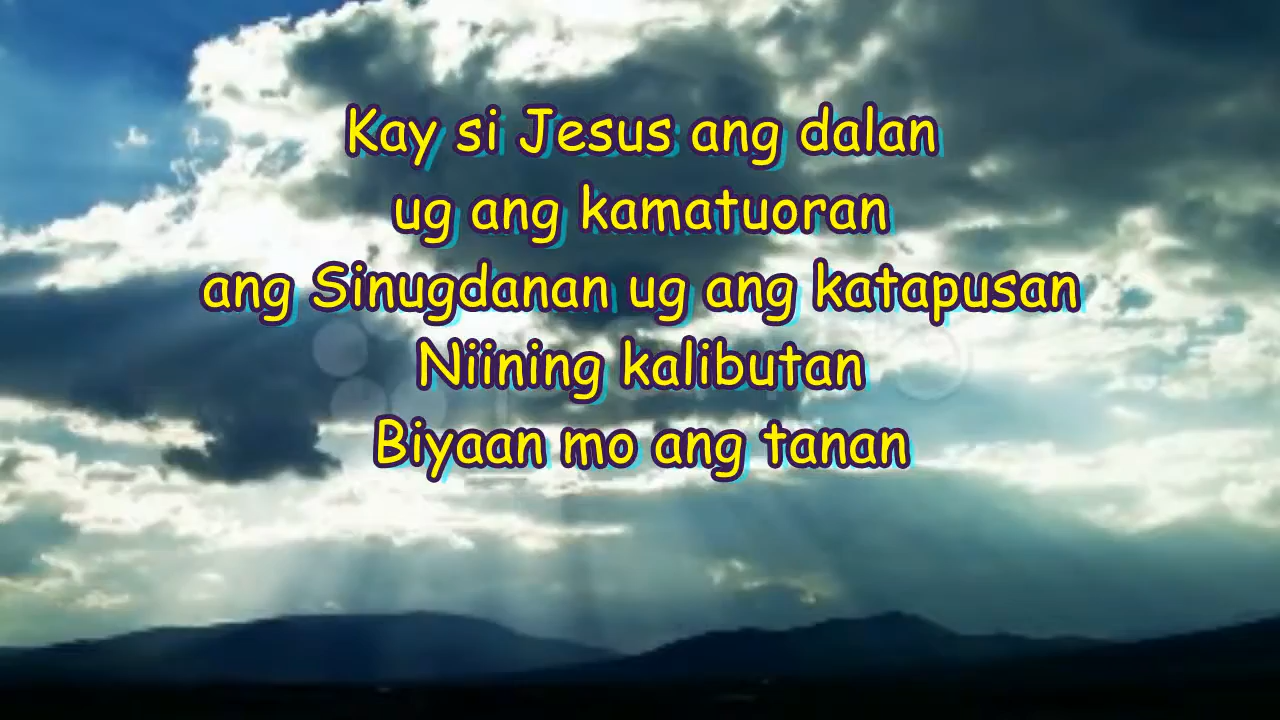 Kay si Jesus ang dalan
ug ang kamatuoran
ang Sinugdanan ug ang katapusan
Niining kalibutan
Biyaan mo ang tanan